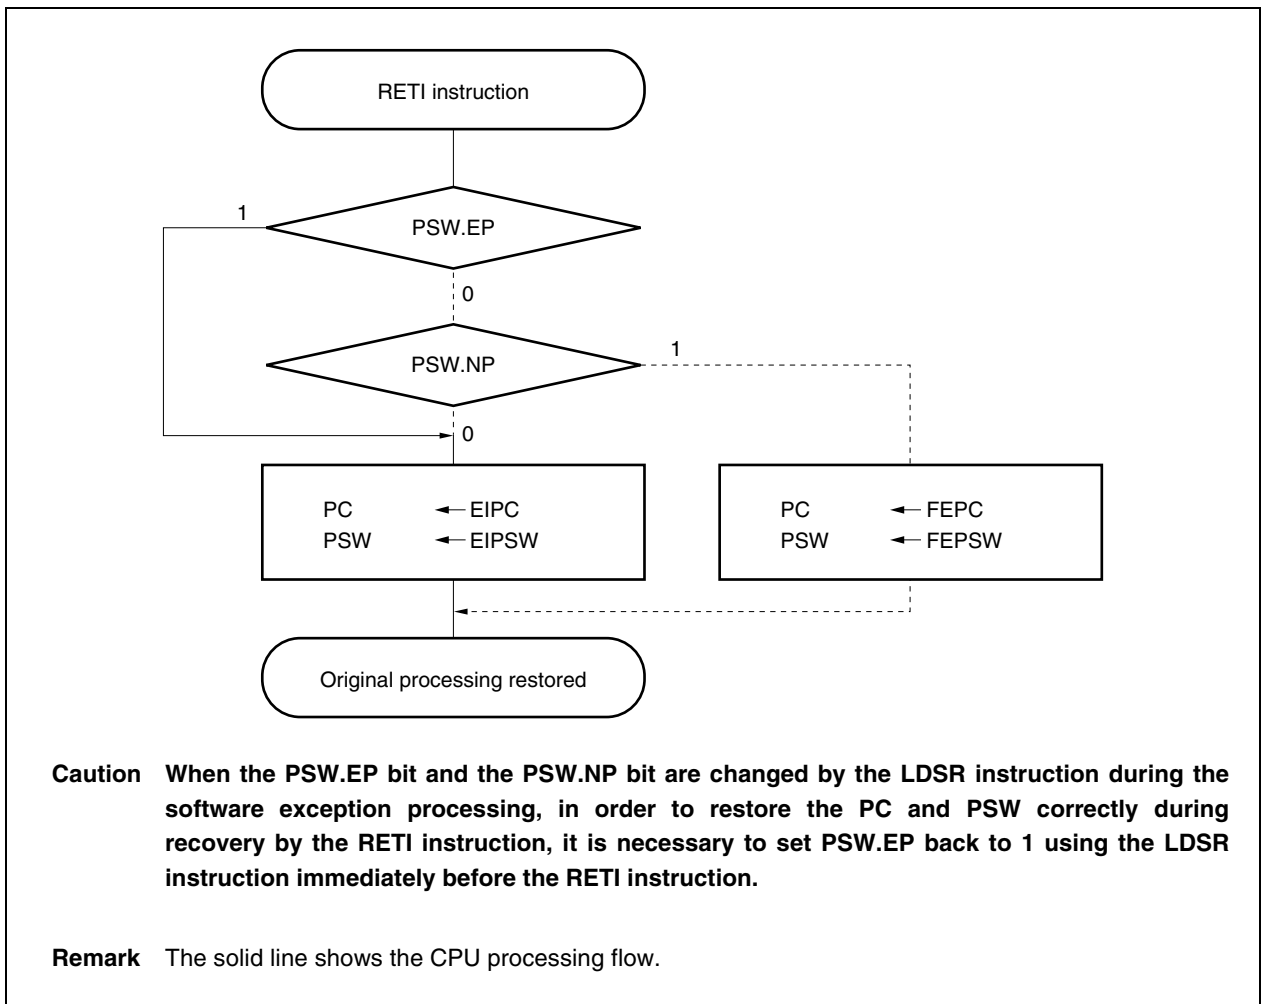 RETI instruction
1
PSW.EP
0
PSW.NP
1
0
PC ← EIPC
PSW ← EIPSW
PC ← FEPC
PSW ← FEPSW
Original processing restored
Caution When the PSW.EP bit and the PSW.NP bit are changed by the LDSR instruction during the
software exception processing, in order to restore the PC and PSW correctly during
recovery by the RETI instruction, it is necessary to set PSW.EP back to 1 using the LDSR
instruction immediately before the RETI instruction.
Remark The solid line shows the CPU processing flow.